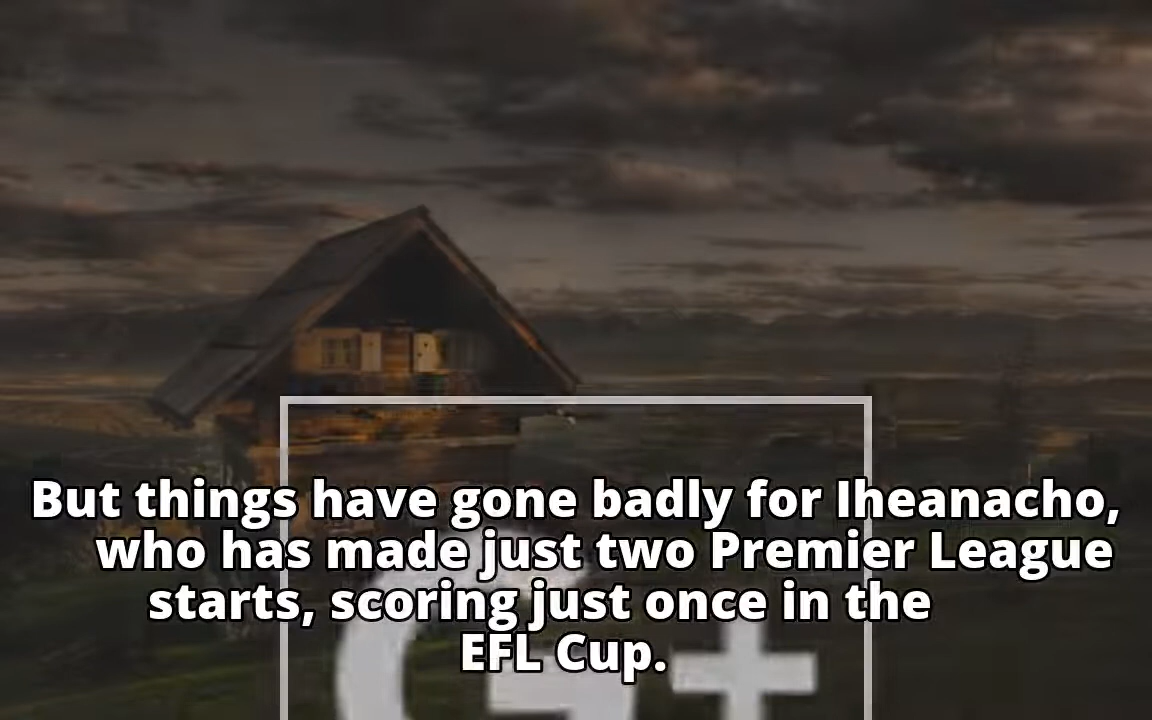 But things have gone badly for Iheanacho,
who has made just two Premier League
starts, scoring just once in the
EFL Cup.
G+